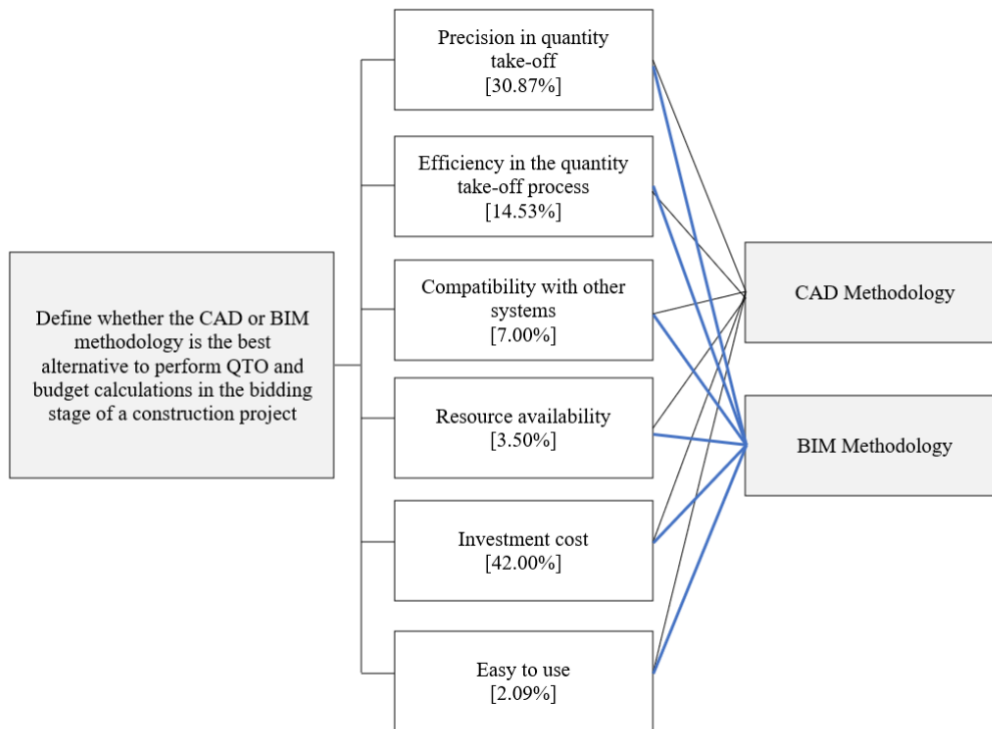 Define whether the CAD or BIM
methodology is the best
alternative to perform QTO and
budget calculations in the bidding
stage of a construction project
Precision in quantity
take-off
[30.87%]
Efficiency in the quantity
take-off process
[14.53%]
Compatibility with other
systems
[7.00%]
Resource availability
[3.50%]
Investment cost
[42.00%]
Easy to use
[2.09%]
CAD Methodology
BIM Methodology